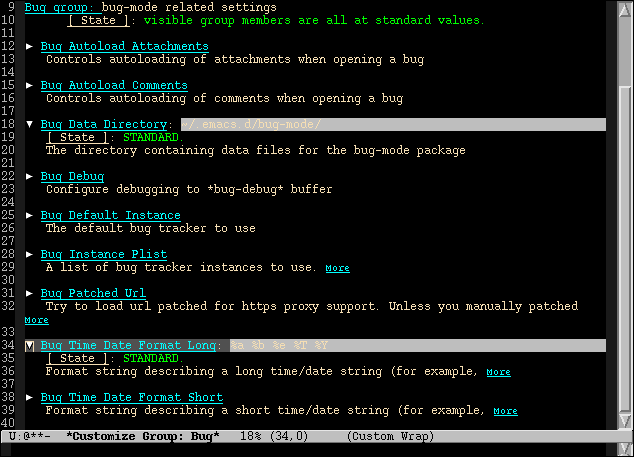 9 Bug group: bug-mode related settings
10 [ State ]: visible group members are all at standard values.
11
12 ▶ Bug Autoload Attachments
13 Controls autoloading of attachments when opening a bug
14
15 ▶ Bug Autoload Comments
16 Controls autoloading of comments when opening a bug
17
18 ▼ Bug Data Directory: ~/.emacs.d/bug-mode/
19 [ State ]: STANDARD.
20 The directory containing data files for the bug-mode package
21
22 ▶ Bug Debug
23 Configure debugging to *bug-debug* buffer
24
25 ▶ Bug Default Instance
26 The default bug tracker to use
27
28 ▶ Bug Instance Plist
29 A list of bug tracker instances to use. More
30
31 ▶ Bug Patched Url
32 Try to load url patched for https proxy support. Unless you manually patched
More
33
34 ▼ Bug Time Date Format Long: %a %b %e %T %Y
35 [ State ]: STANDARD.
36 Format string describing a long time/date string (for example, More
37
38 ▶ Bug Time Date Format Short
39 Format string describing a short time/date string (for example, More
40
U:@**- *Customize Group: Bug* 18% (34,0) (Custom Wrap)